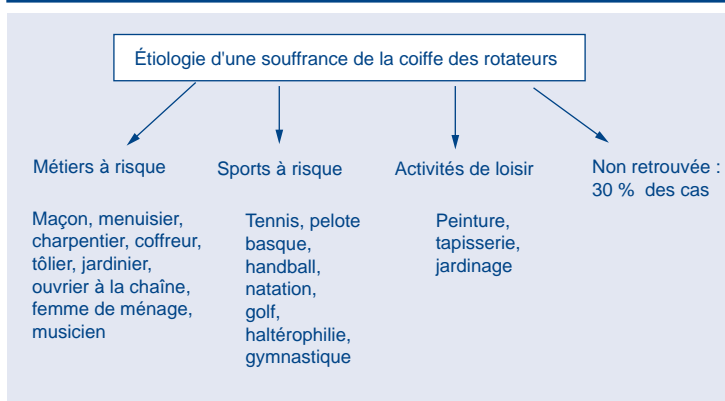 Étiologie d'une souffrance de la coiffe des rotateurs
Métiers à risque
Maçon, menuisier,
charpentier, coffreur,
tôlier, jardinier,
ouvrier à la chaîne,
femme de ménage,
musicien
Sports à risque
Tennis, pelote
basque,
handball,
natation,
golf,
haltérophilie,
gymnastique
Activités de loisir
Peinture,
tapisserie,
jardinage
Non retrouvée :
30 % des cas